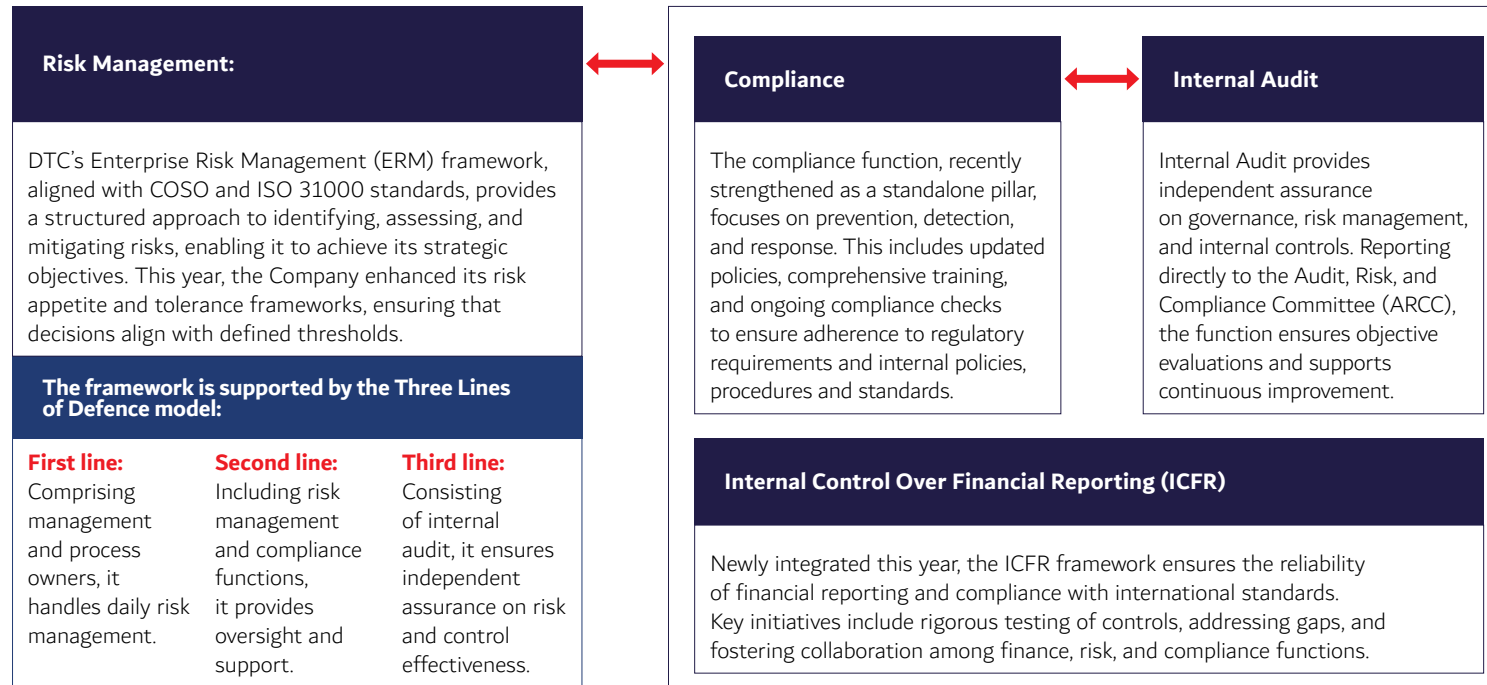 Risk Management:
DTC's Enterprise Risk Management (ERM) framework,
aligned with COSO and ISO 31000 standards, provides
a structured approach to identifying, assessing, and
mitigating risks, enabling it to achieve its strategic
objectives. This year, the Company enhanced its risk
appetite and tolerance frameworks, ensuring that
decisions align with defined thresholds.
The framework is supported by the Three Lines
of Defence model:
First line:
Comprising
management
and process
owners, it
handles daily risk
management.
Second line:
Including risk
management
and compliance
functions,
it provides
oversight and
support.
Third line:
Consisting
of internal
audit, it ensures
independent
assurance on risk
and control
effectiveness.
Compliance
The compliance function, recently
strengthened as a standalone pillar,
focuses on prevention, detection,
and response. This includes updated
policies, comprehensive training,
and ongoing compliance checks
to ensure adherence to regulatory
requirements and internal policies,
procedures and standards.
Internal Audit
Internal Audit provides
independent assurance
on governance, risk management,
and internal controls. Reporting
directly to the Audit, Risk, and
Compliance Committee (ARCC),
the function ensures objective
evaluations and supports
continuous improvement.
Internal Control Over Financial Reporting (ICFR)
Newly integrated this year, the ICFR framework ensures the reliability
of financial reporting and compliance with international standards.
Key initiatives include rigorous testing of controls, addressing gaps, and
fostering collaboration among finance, risk, and compliance functions.